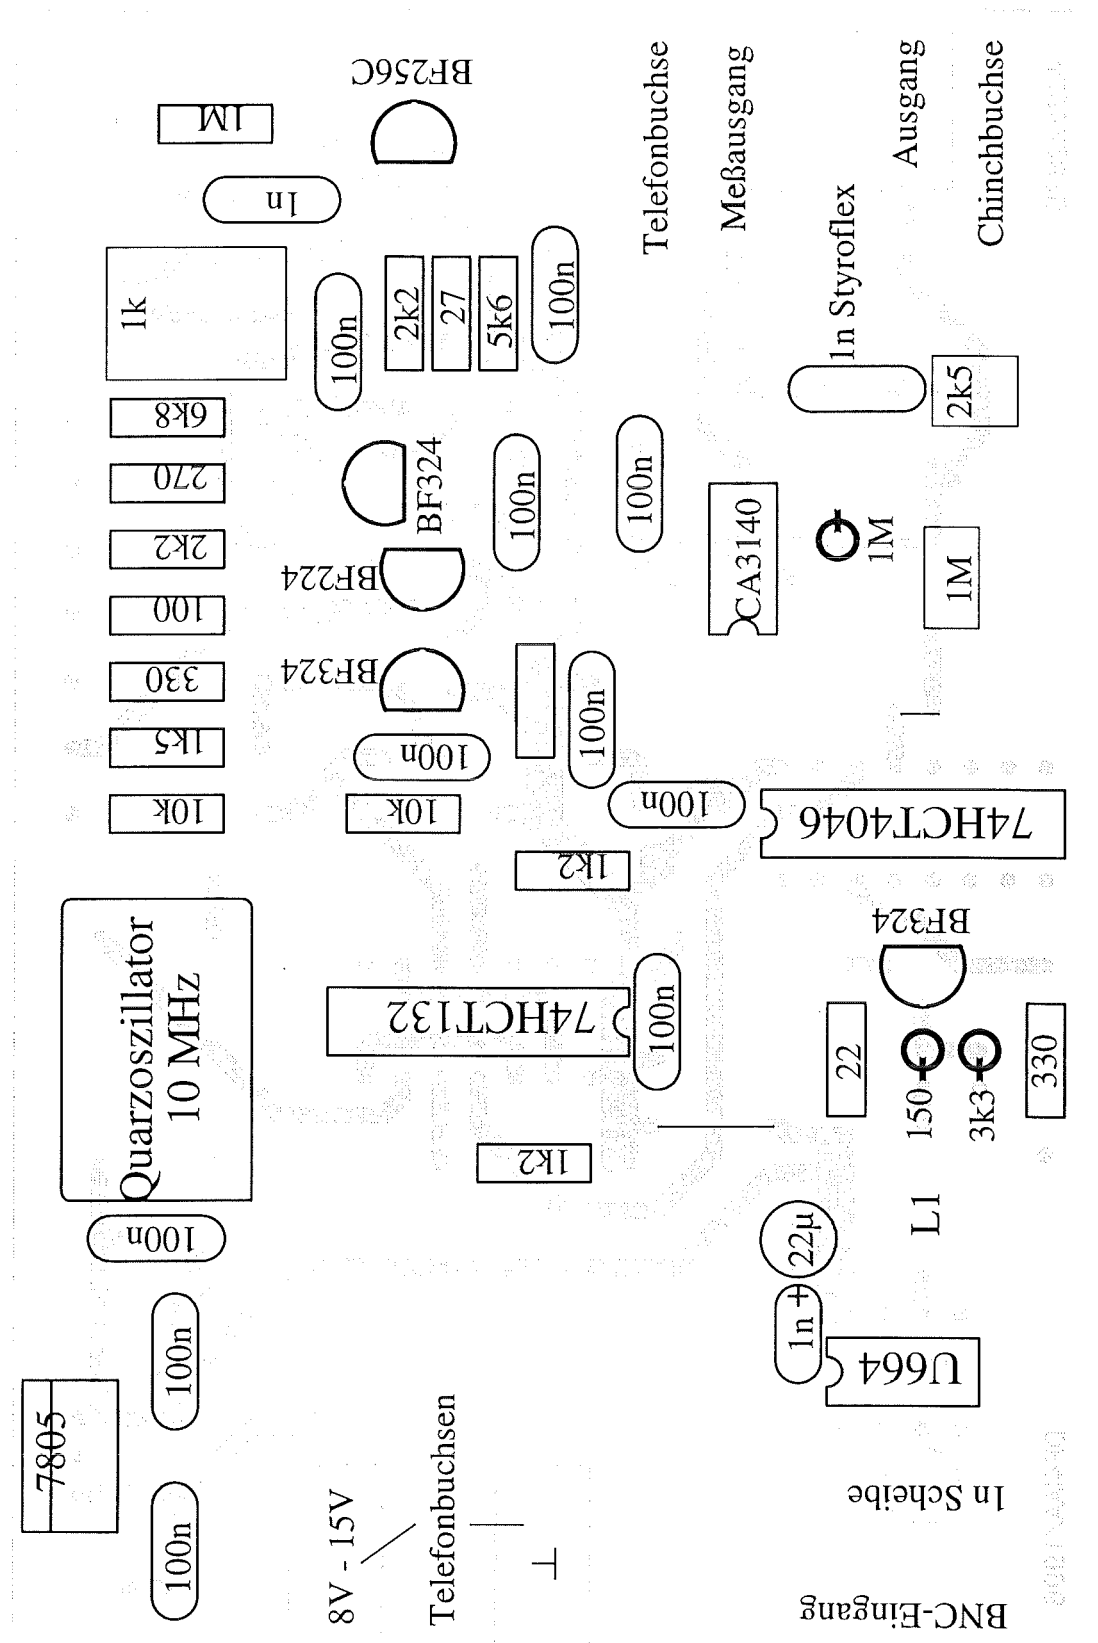 BF256C
1M
1n
1k
100n
2k2
27
5k6
100n
Telefonbuchse
Meßausgang
Ausgang
Chinchbuchse
1n Styroflex
2k5
6k8
270
2k2
100
330
1k5
10k
BF324
BF224
BF324
100n
100n
CA3140
1M
1M
100n
100n
10k
100n
1k2
74HCT4046
BF324
Quarzoszillator
10 MHz
74HCT132
100n
22
150
3k3
330
1k2
100n
22µ
L1
1n +
U664
100n
7805
100n
8V - 15V
Telefonbuchsen
1n Scheibe
BNC-Eingang